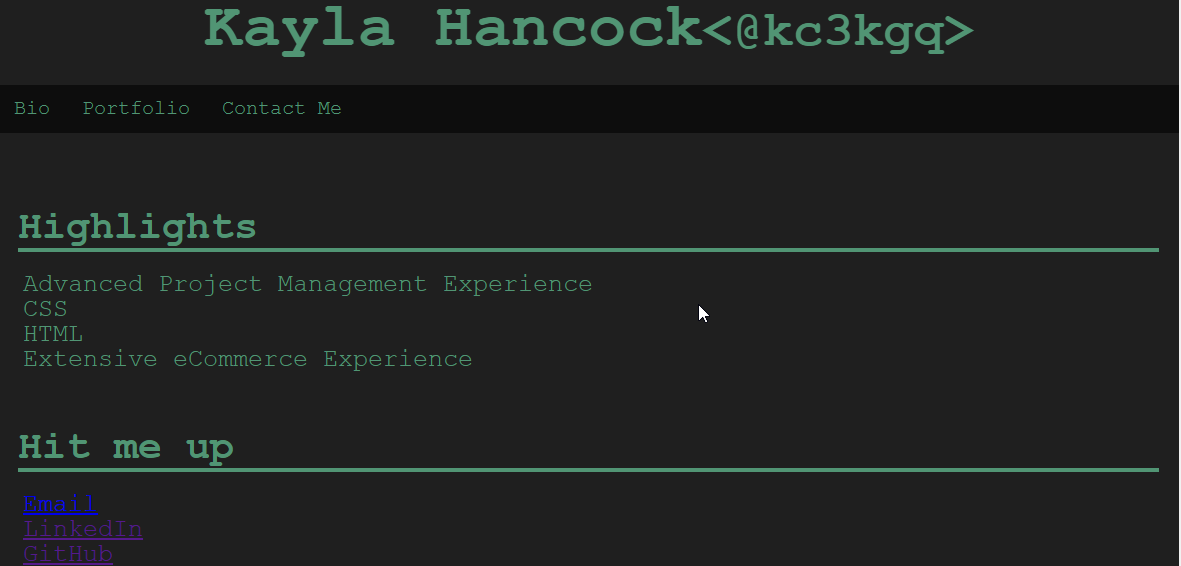 Kayla Hancock<@kc3kgq>
Bio Portfolio Contact Me
Highlights
Advanced Project Management Experience
CSS
HTML
Extensive eCommerce Experience
Hit me up
Email
LinkedIn
GitHub